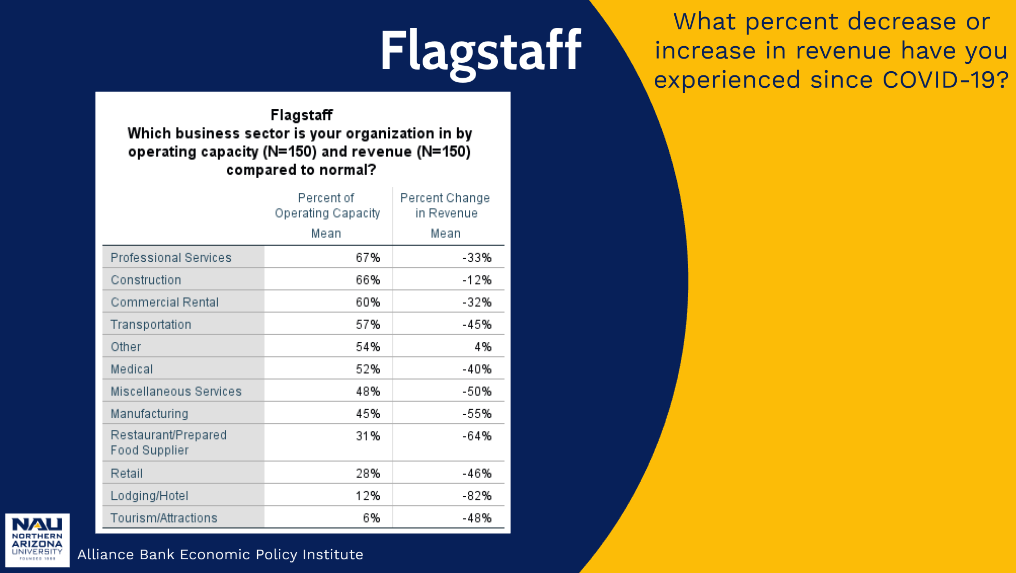 Flagstaff
What percent decrease or
increase in revenue have you
experienced since COVID-19?
Flagstaff
Which business sector is your organization in by
operating capacity (N=150) and revenue (N=150)
compared to normal?
Percent of Percent Change
Operating Capacity in Revenue
Mean Mean
Professional Services 67% -33%
Construction 66% -12%
Commercial Rental 60% -32%
Transportation 57% -45%
Other 54% 4%
Medical 52% -40%
Miscellaneous Services 48% -50%
Manufacturing 45% -55%
Restaurant/Prepared 31% -64%
Food Supplier
Retail 28% -46%
Lodging/Hotel 12% -82%
Tourism/Attractions 6% -48%
NAU
NORTHERN
ARIZONA
UNIVERSITY
Alliance Bank Economic Policy Institute